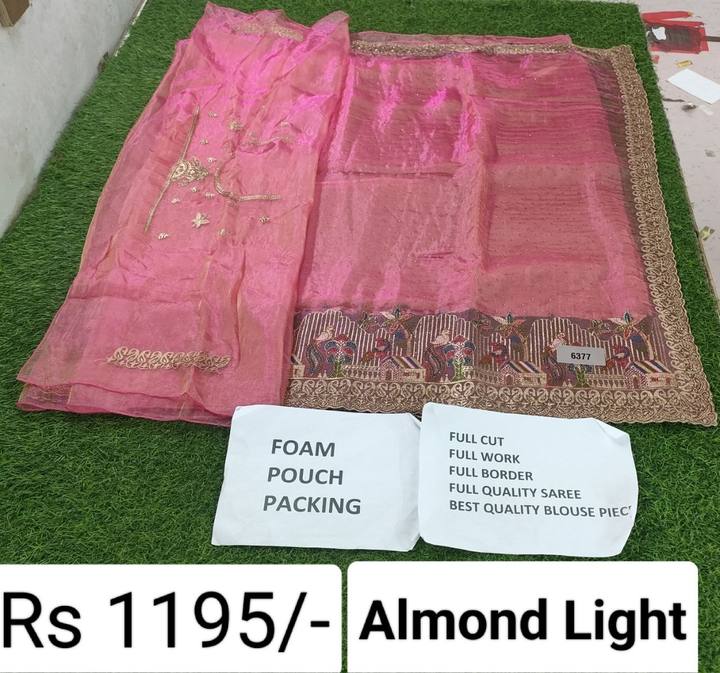 6377
FOAM
POUCH
PACKING
FULL CUT
FULL WORK
FULL BORDER
FULL QUALITY SAREE
BEST QUALITY BLOUSE PIEC
Rs 1195/-
Almond Light